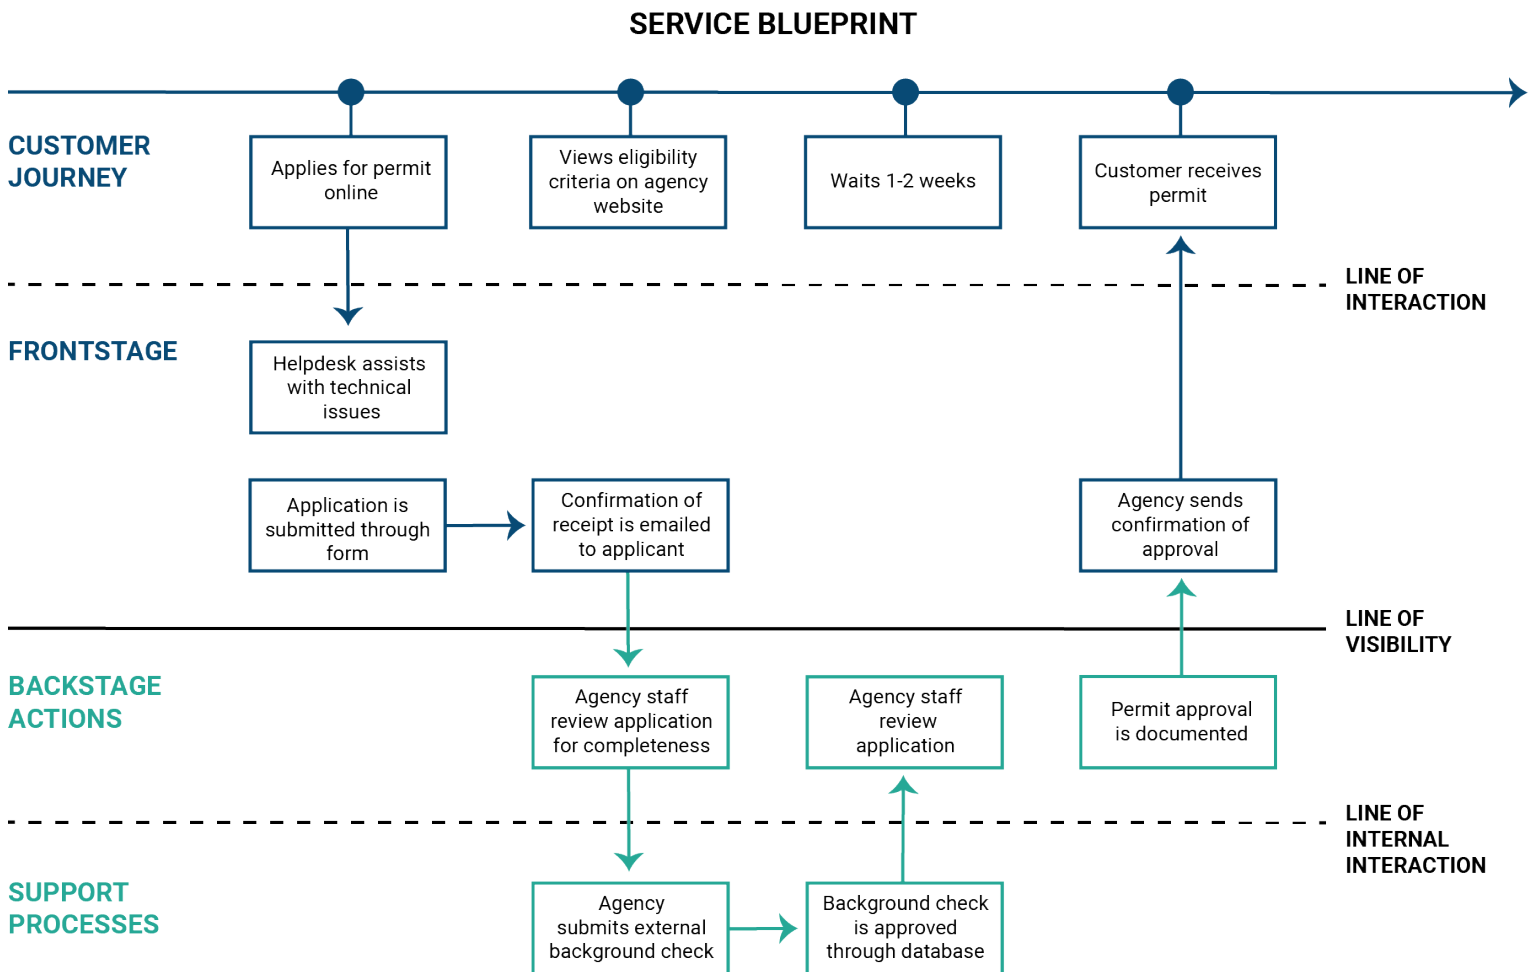 SERVICE BLUEPRINT
CUSTOMER
JOURNEY
Applies for permit
online
Views eligibility
criteria on agency
website
Waits 1-2 weeks
Customer receives
permit
LINE OF
INTERACTION
FRONTSTAGE
Helpdesk assists
with technical
issues
Application is
submitted through
form
Confirmation of
receipt is emailed
to applicant
Agency sends
confirmation of
approval
LINE OF
VISIBILITY
BACKSTAGE
ACTIONS
Agency staff
review application
for completeness
Agency staff
review
application
Permit approval
is documented
LINE OF
INTERNAL
INTERACTION
SUPPORT
PROCESSES
Agency
submits external
background check
Background check
is approved
through database